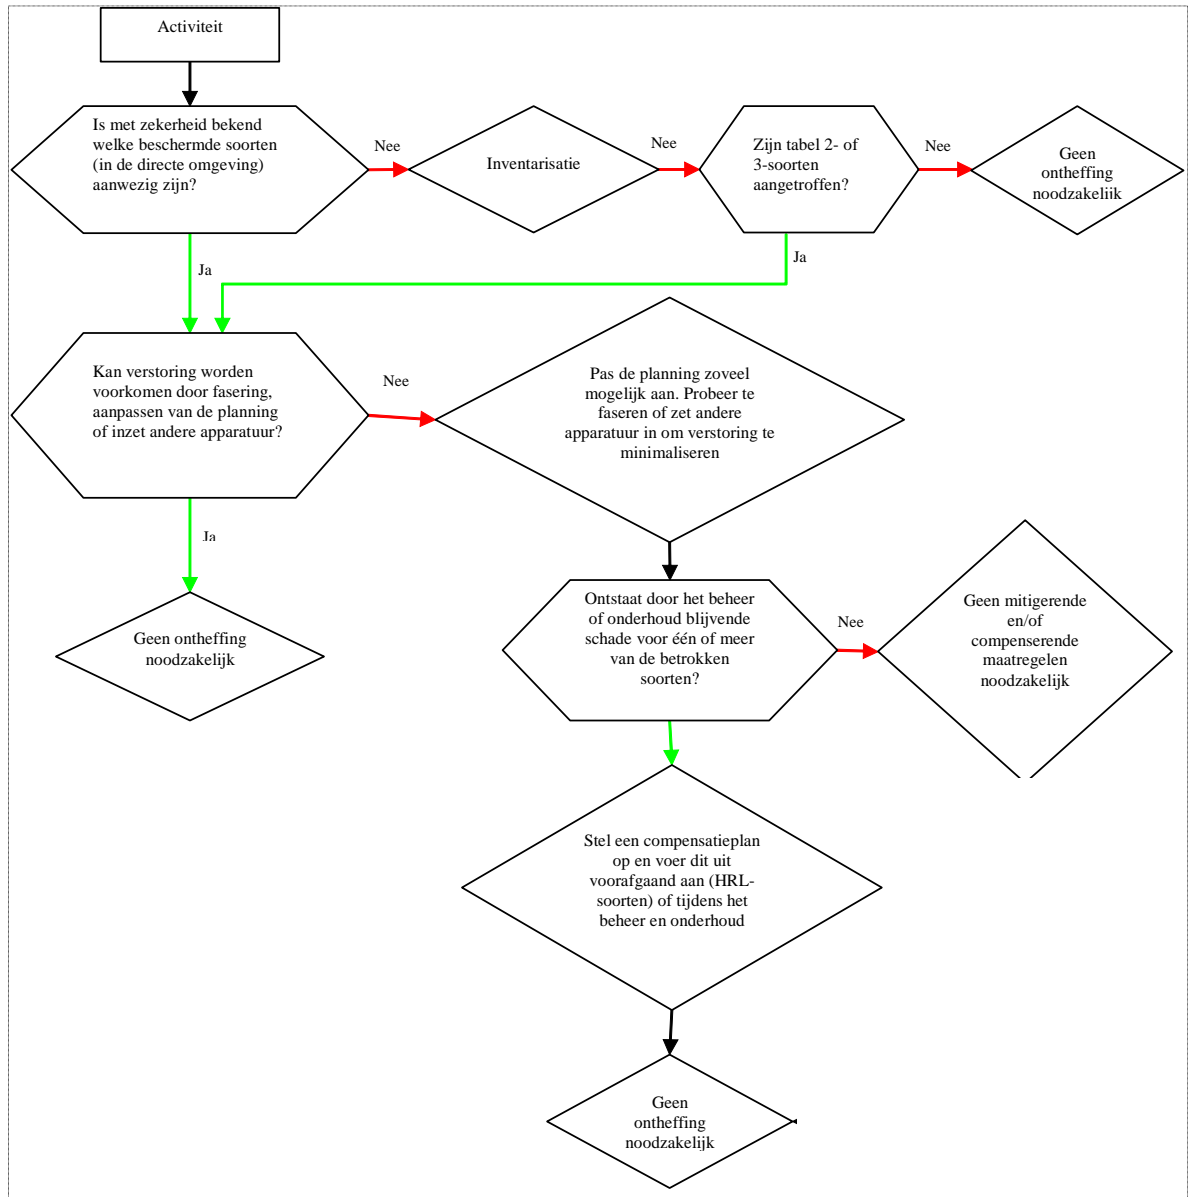 Activiteit
Is met zekerheid bekend
welke beschermde soorten
(in de directe omgeving)
aanwezig zijn?
Nee
Inventarisatie
Nee
Zijn tabel 2- of
3-soorten
aangetroffen?
Nee
Geen
ontheffing
noodzakelijk
Ja
Ja
Kan verstoring worden
voorkomen door fasering,
aanpassen van de planning
of inzet andere apparatuur?
Nee
Pas de planning zoveel
mogelijk aan. Probeer te
faseren of zet andere
apparatuur in om verstoring te
minimaliseren
Ja
Geen ontheffing
noodzakelijk
Ontstaat door het beheer
of onderhoud blijvende
schade voor één of meer
van de betrokken
soorten?
Nee
Geen mitigerende
en/of
compenserende
maatregelen
noodzakelijk
Stel een compensatieplan
op en voer dit uit
voorafgaand aan (HRL-
soorten) of tijdens het
beheer en onderhoud
Geen
ontheffing
noodzakelijk